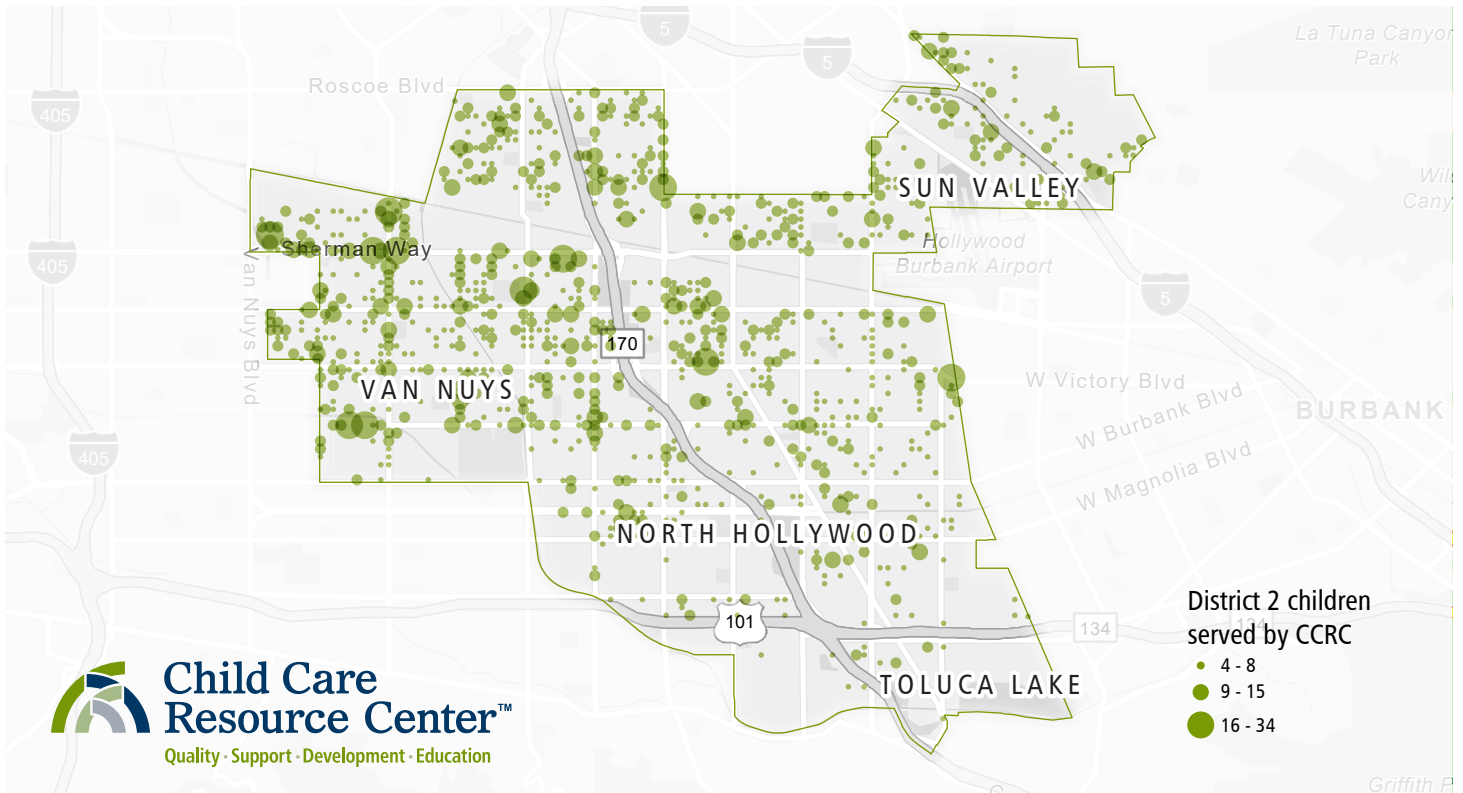 5
5
La Tuna Canyon
Park
Roscoe Blvd
405
SUN VALLEY
Sherman Way
Hollywood
Burbank Airport
405
Van Nuys Blvd
5
170
VAN NUYS
W Victory Blvd
W Burbank Blvd
BURBANK
405
W Magnolia Blvd
NORTH HOLLYWOOD
101
134
134
TOLUCA LAKE
District 2 children
served by CCRC
4 - 8
9 - 15
16 - 34
Child Care
Resource Center™
Quality · Support · Development · Education